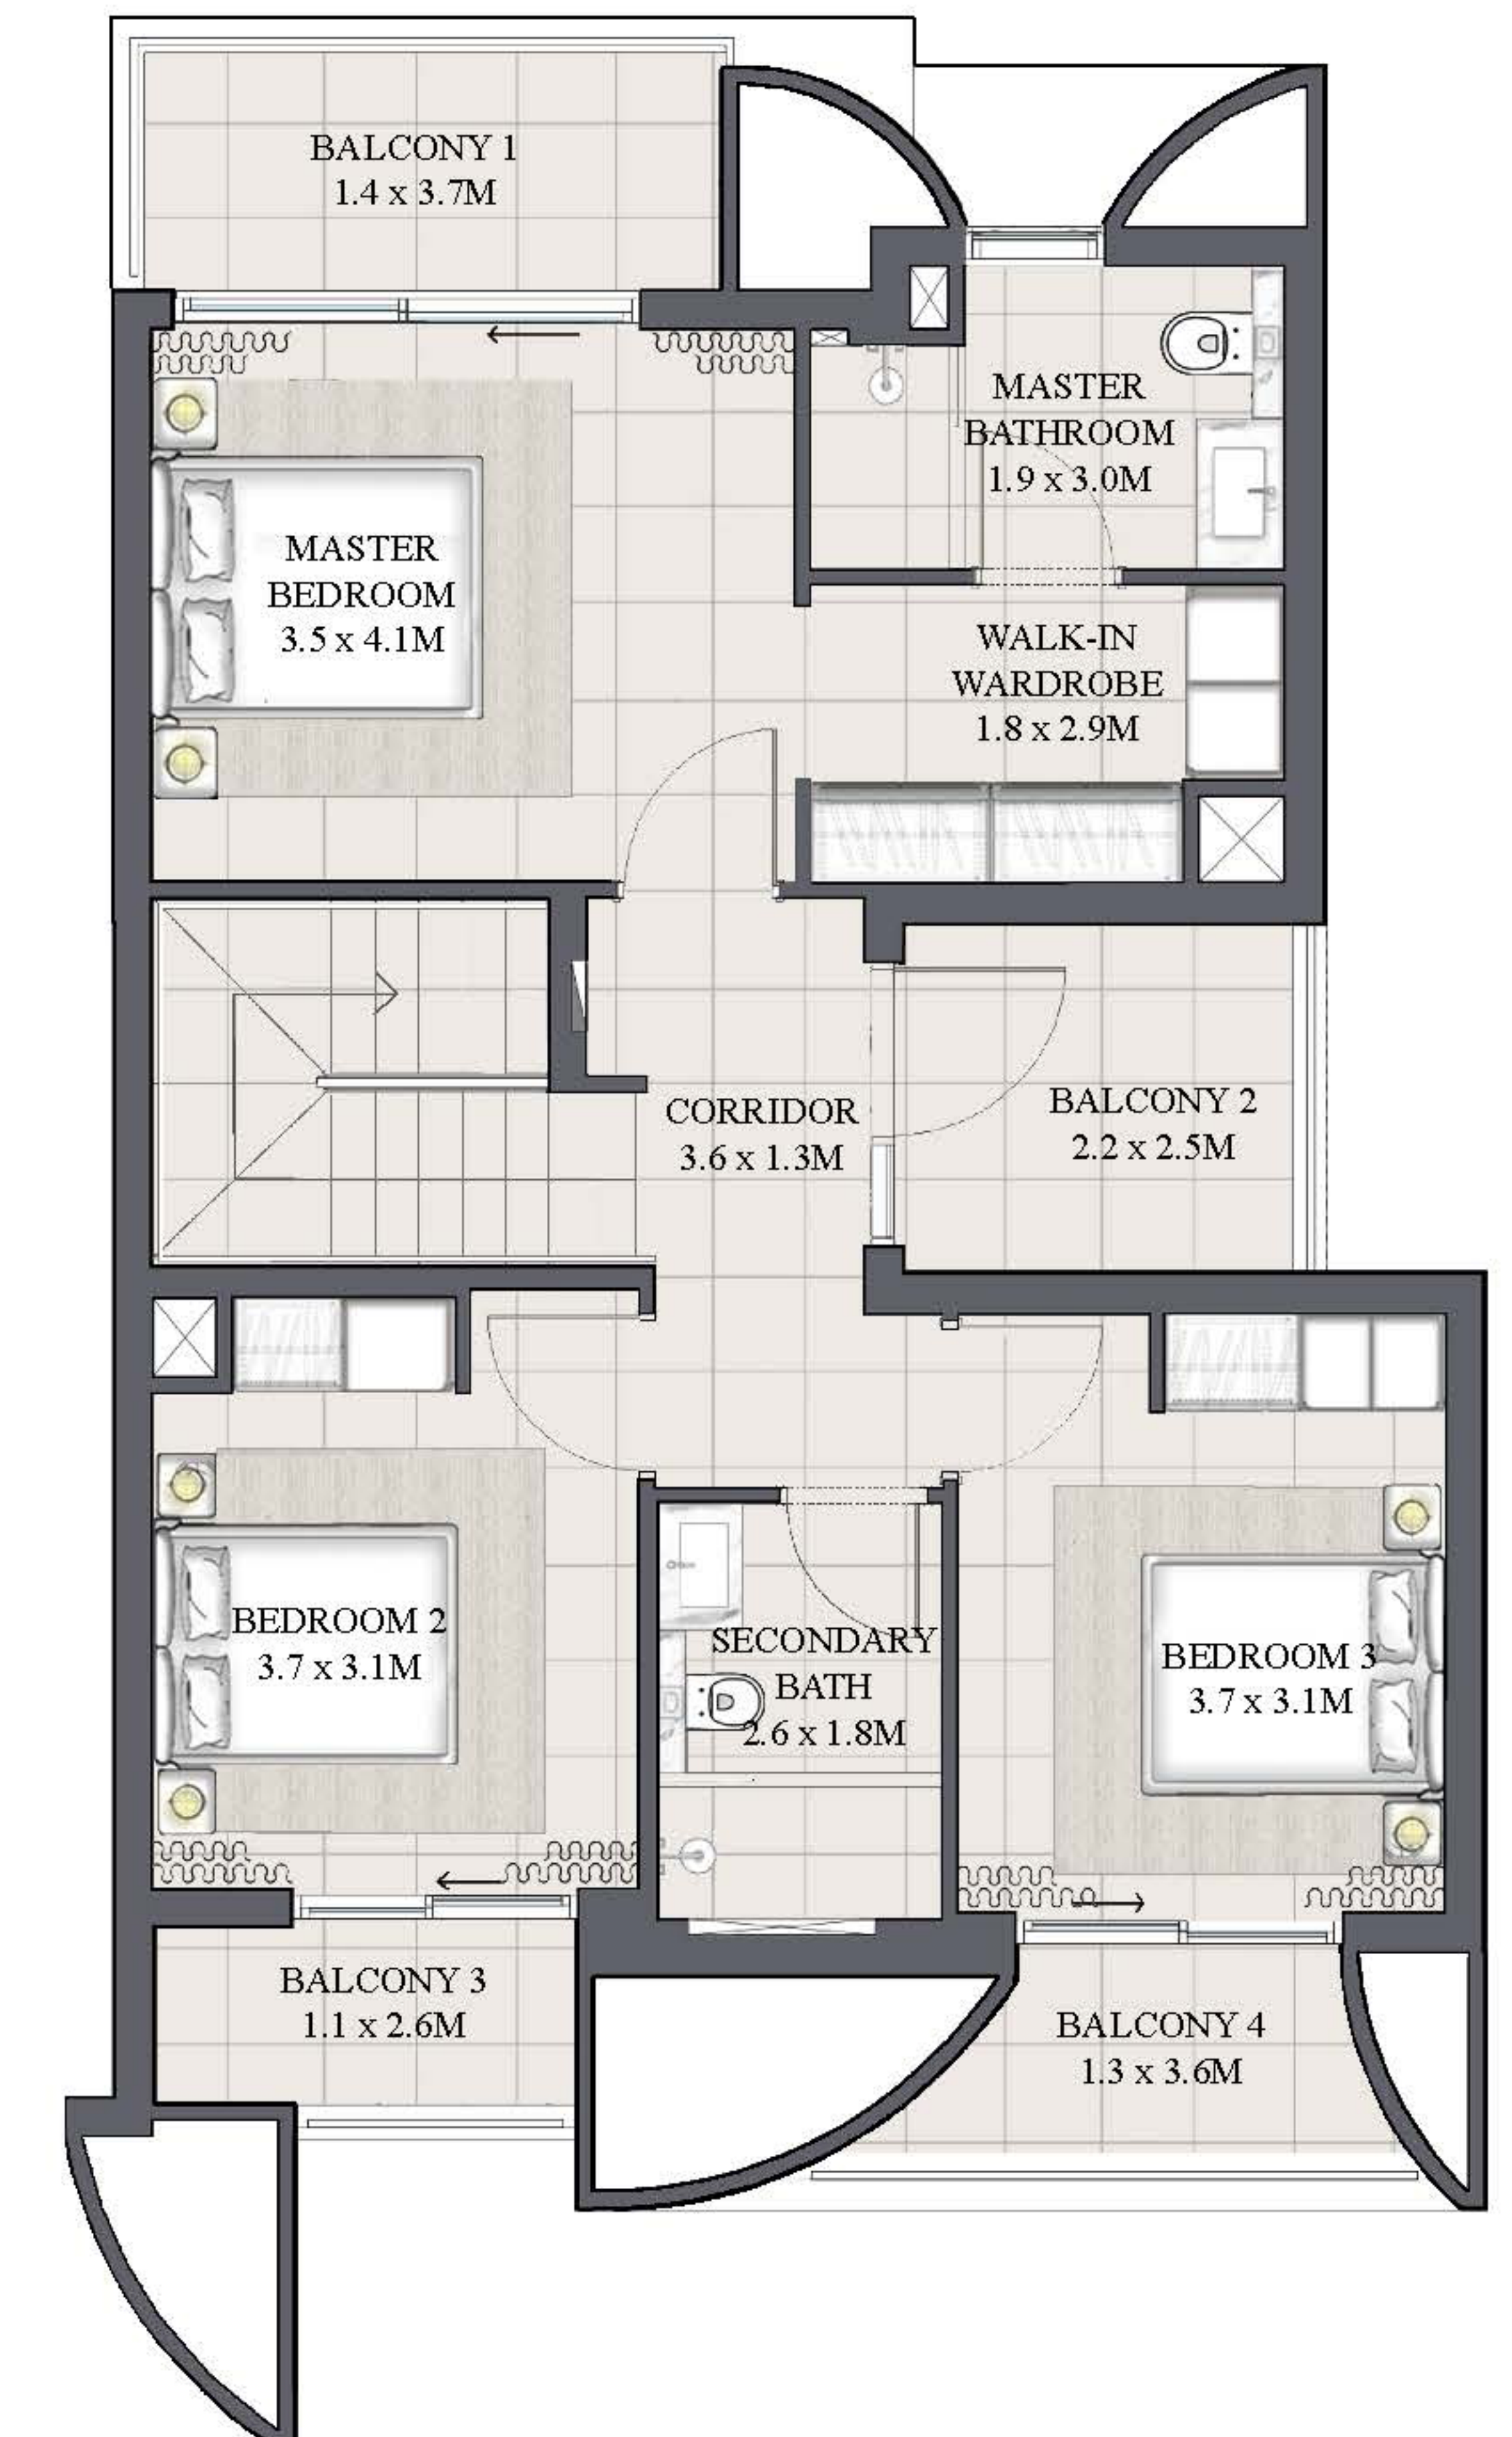 BALCONY 1
1.4 x 3.7M
MASTER
BATHROOM
1.9 x 3.0M
MASTER
BEDROOM
3.5 x 4.1M
WALK-IN
WARDROBE
1.8 x 2.9M
CORRIDOR
3.6 x 1.3M
BALCONY 2
2.2 x 2.5M
BEDROOM 2
3.7 x 3.1M
SECONDARY
BATH
2.6 x 1.8M
BEDROOM 3
3.7 x 3.1M
BALCONY 3
1.1 x 2.6M
BALCONY 4
1.3 x 3.6M